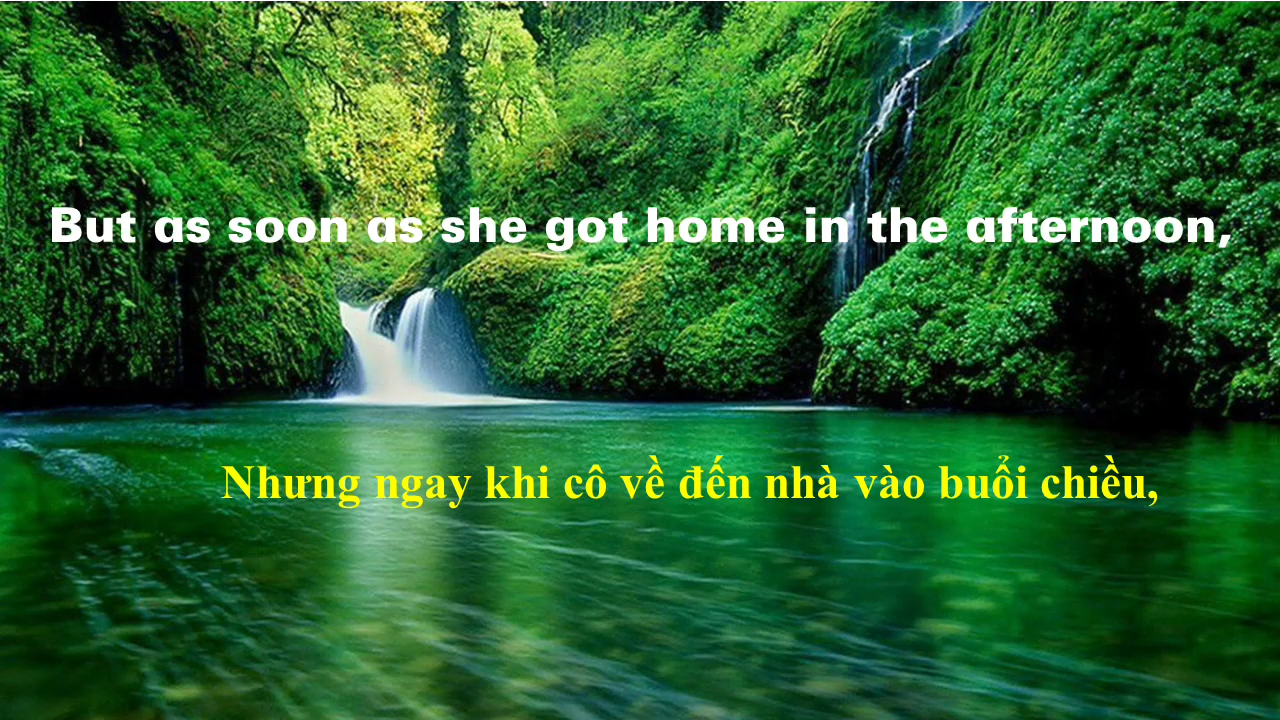 But as soon as she got home in the afternoon,
Nhưng ngay khi cô về đến nhà vào buổi chiều,